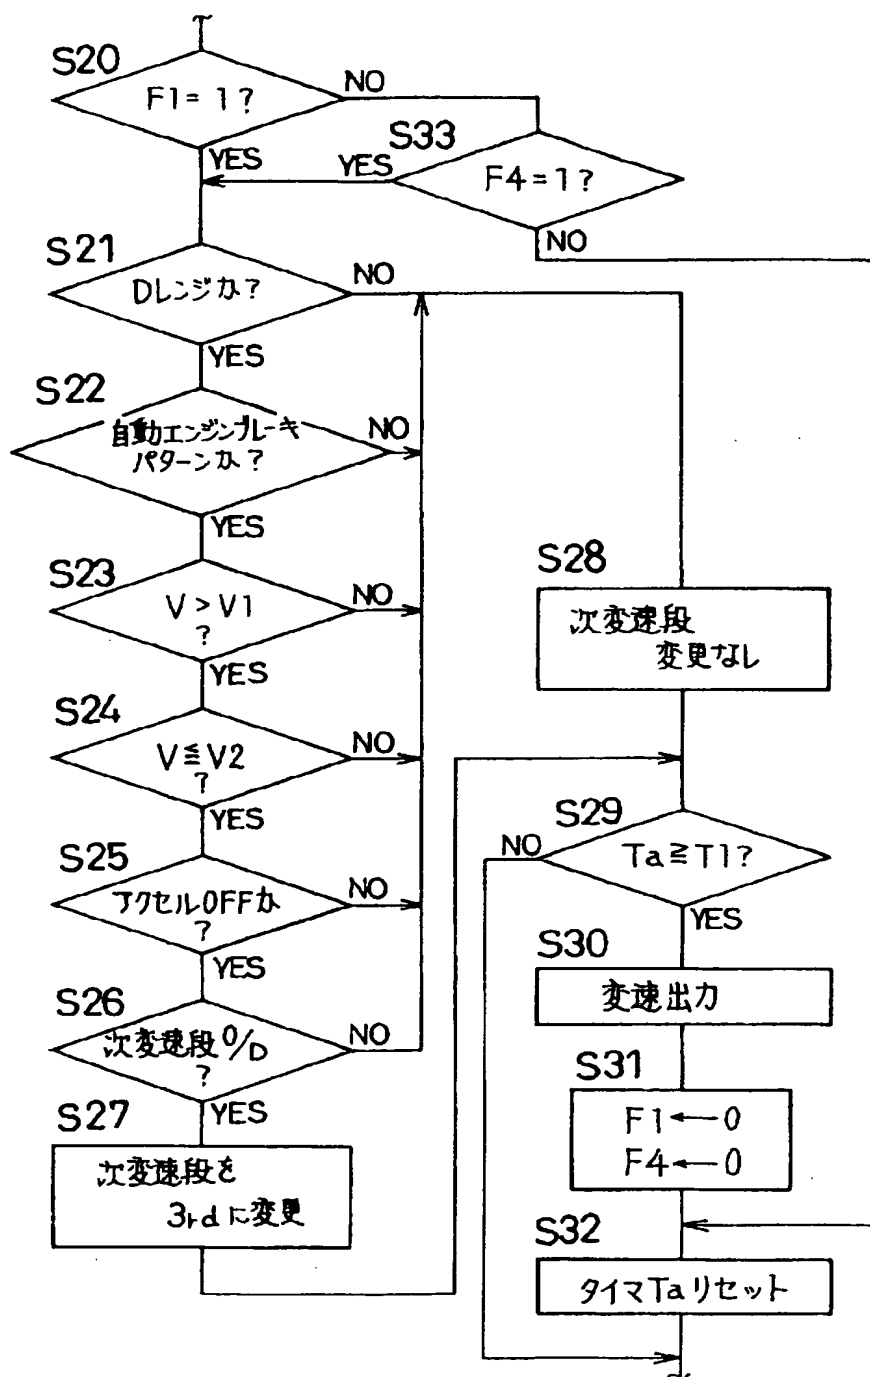 S20
F1=1?
NO
YES
S33
F4=1?
YES
NO
S21
Dレンジか?
NO
YES
S22
自動エンジンブレーキ
パターンか?
NO
YES
S23
V>V1
?
NO
YES
S24
V≦V2
?
NO
YES
S25
アクセルOFFか
?
NO
YES
S26
次変速段O/D
?
NO
YES
S27
次変速段を
3rdに変更
S28
次変速段
変更なし
S29
Ta≧T1?
NO
YES
S30
変速出力
S31
F1←0
F4←0
S32
タイマTaリセット